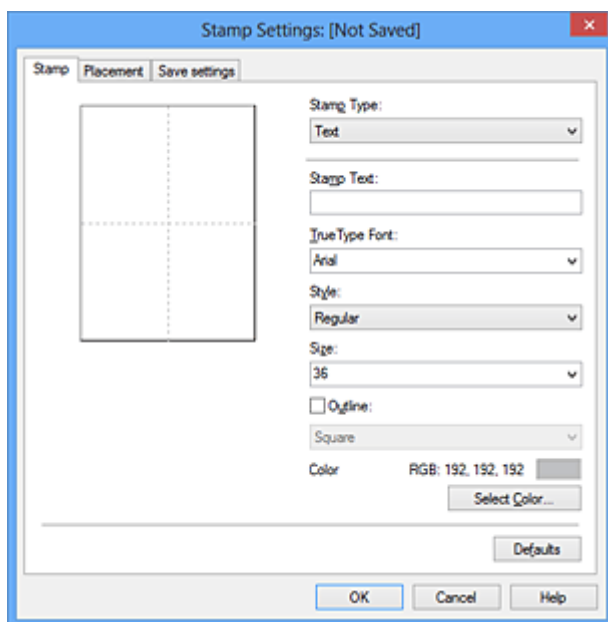 Stamp Settings: [Not Saved]
Stamp Placement Save settings
Stamp Type:
Text
Stamp Text:
TrueType Font:
Arial
Style:
Regular
Size:
36
Outline:
Square
Color RGB: 192, 192, 192
Select Color...
Defaults
OK Cancel Help